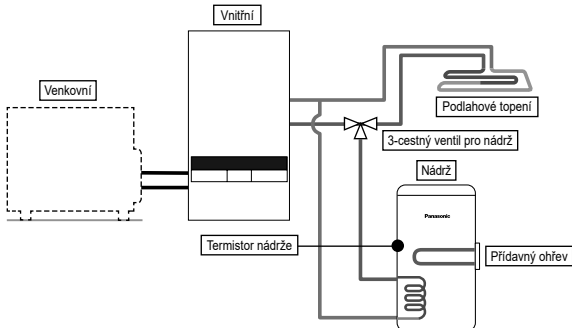 Vnitřní
Venkovní
Podlahové topení
3-cestný ventil pro nádrž
Nádrž
Panasonic
Termistor nádrže
Přídavný ohřev